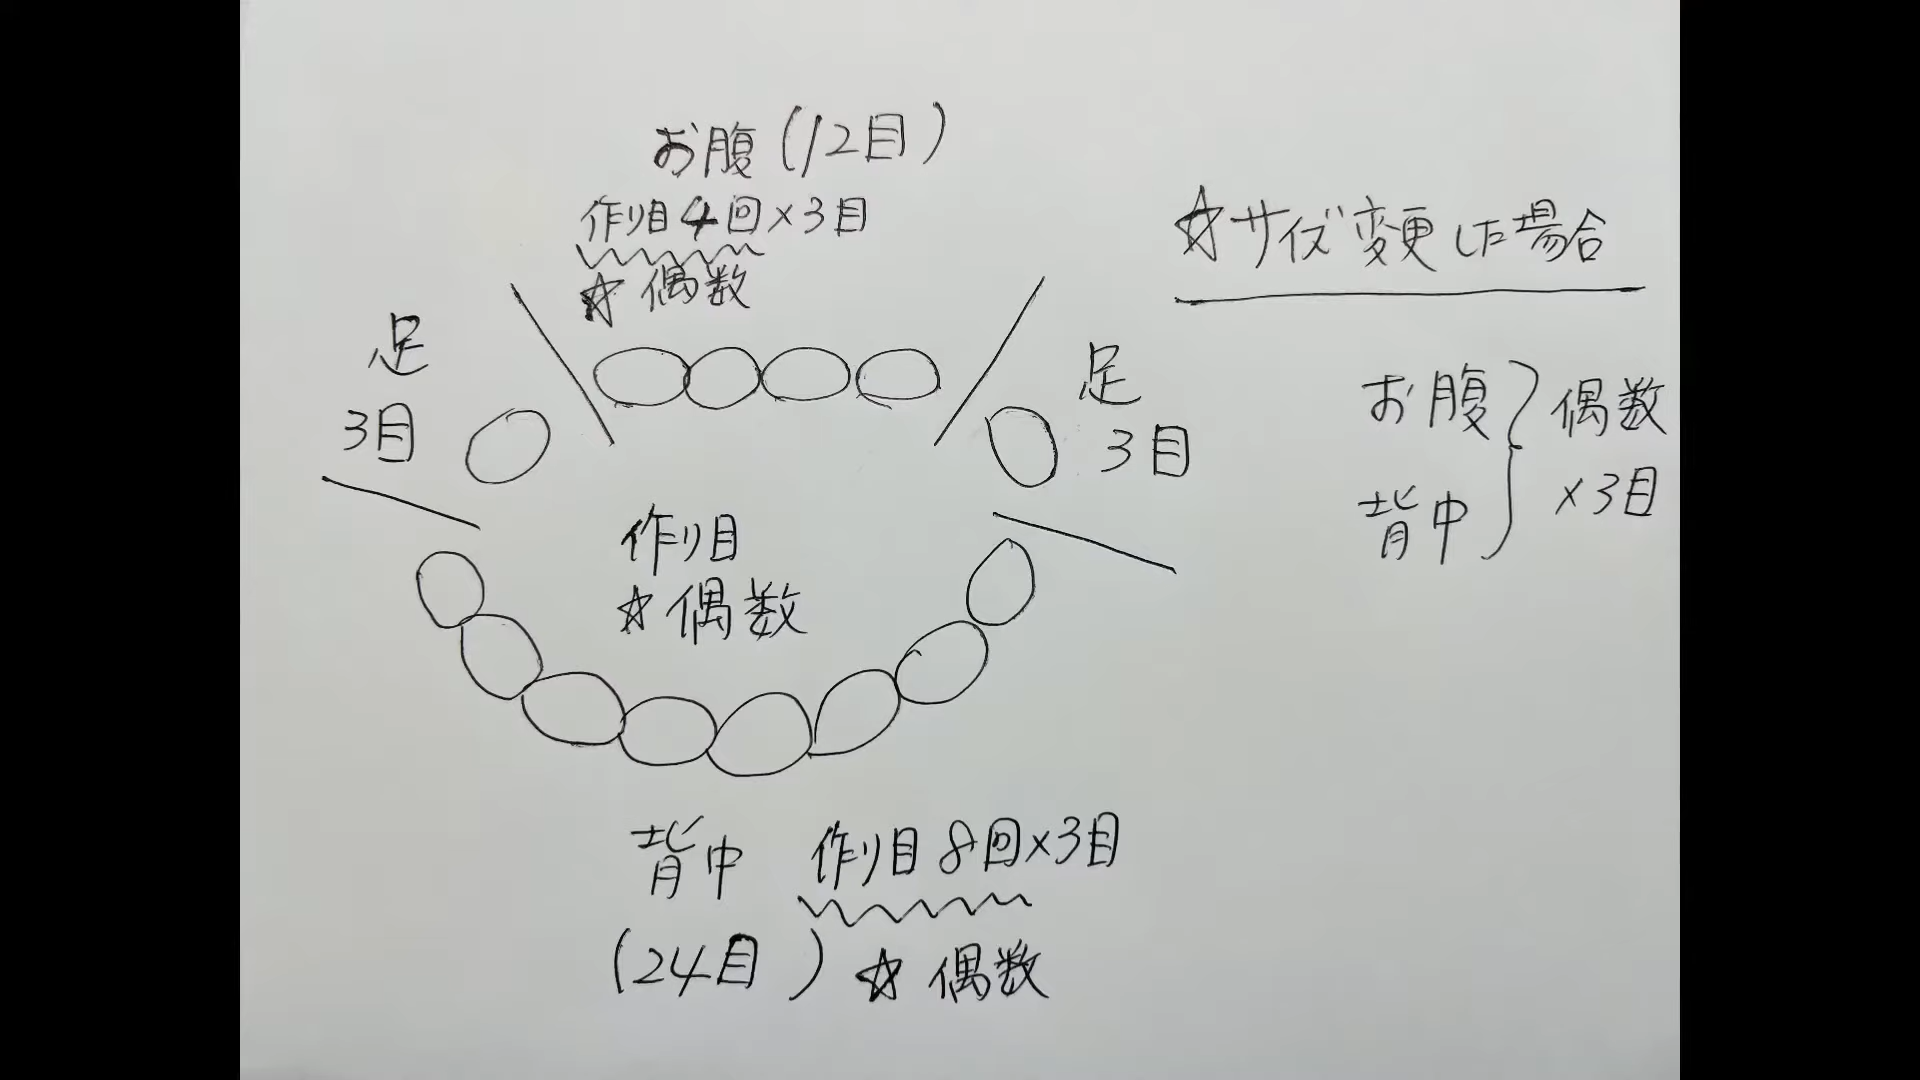 お腹(12目)
作り目4回×3目
☆偶数
足
3目
足
3目
作り目
☆偶数
背中 作り目8回×3目
(24目) ☆偶数
☆サイズ変更した場合
お腹
背中
偶数
×3目